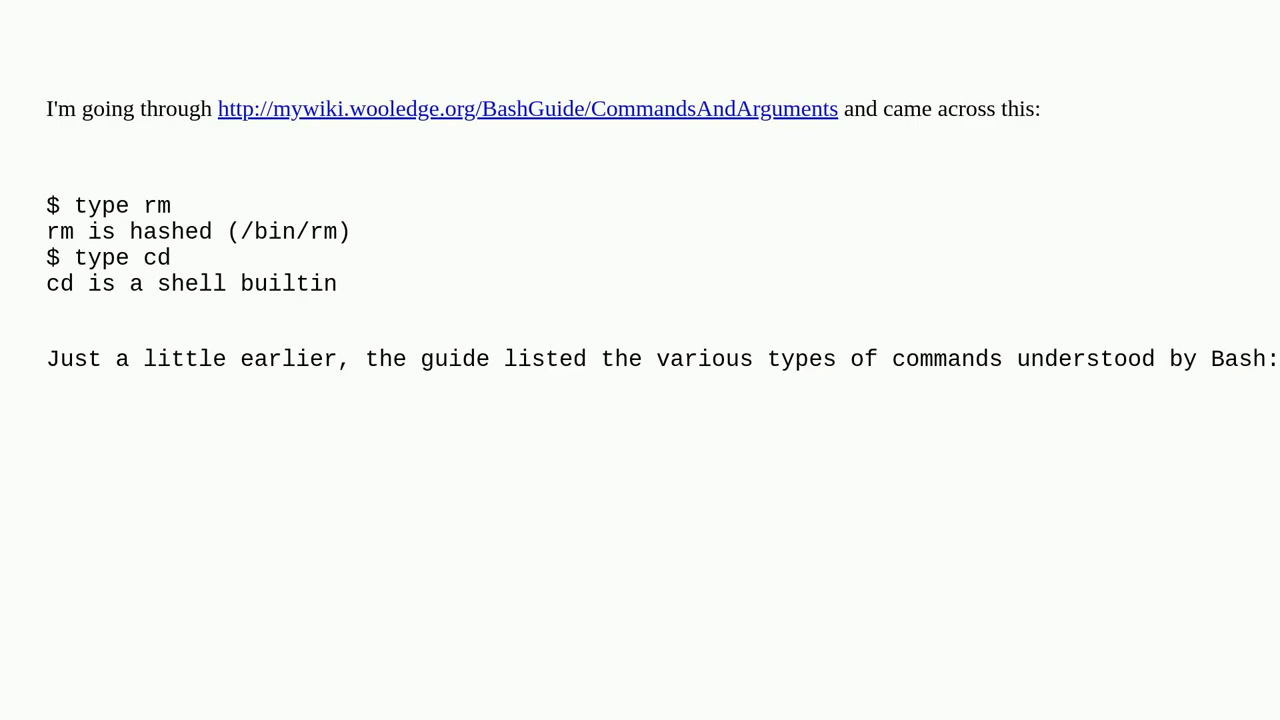 I'm going through http://mywiki.wooledge.org/BashGuide/CommandsAndArguments and came across this:
$ type rm
rm is hashed (/bin/rm)
$ type cd
cd is a shell builtin
Just a little earlier, the guide listed the various types of commands understood by Bash: